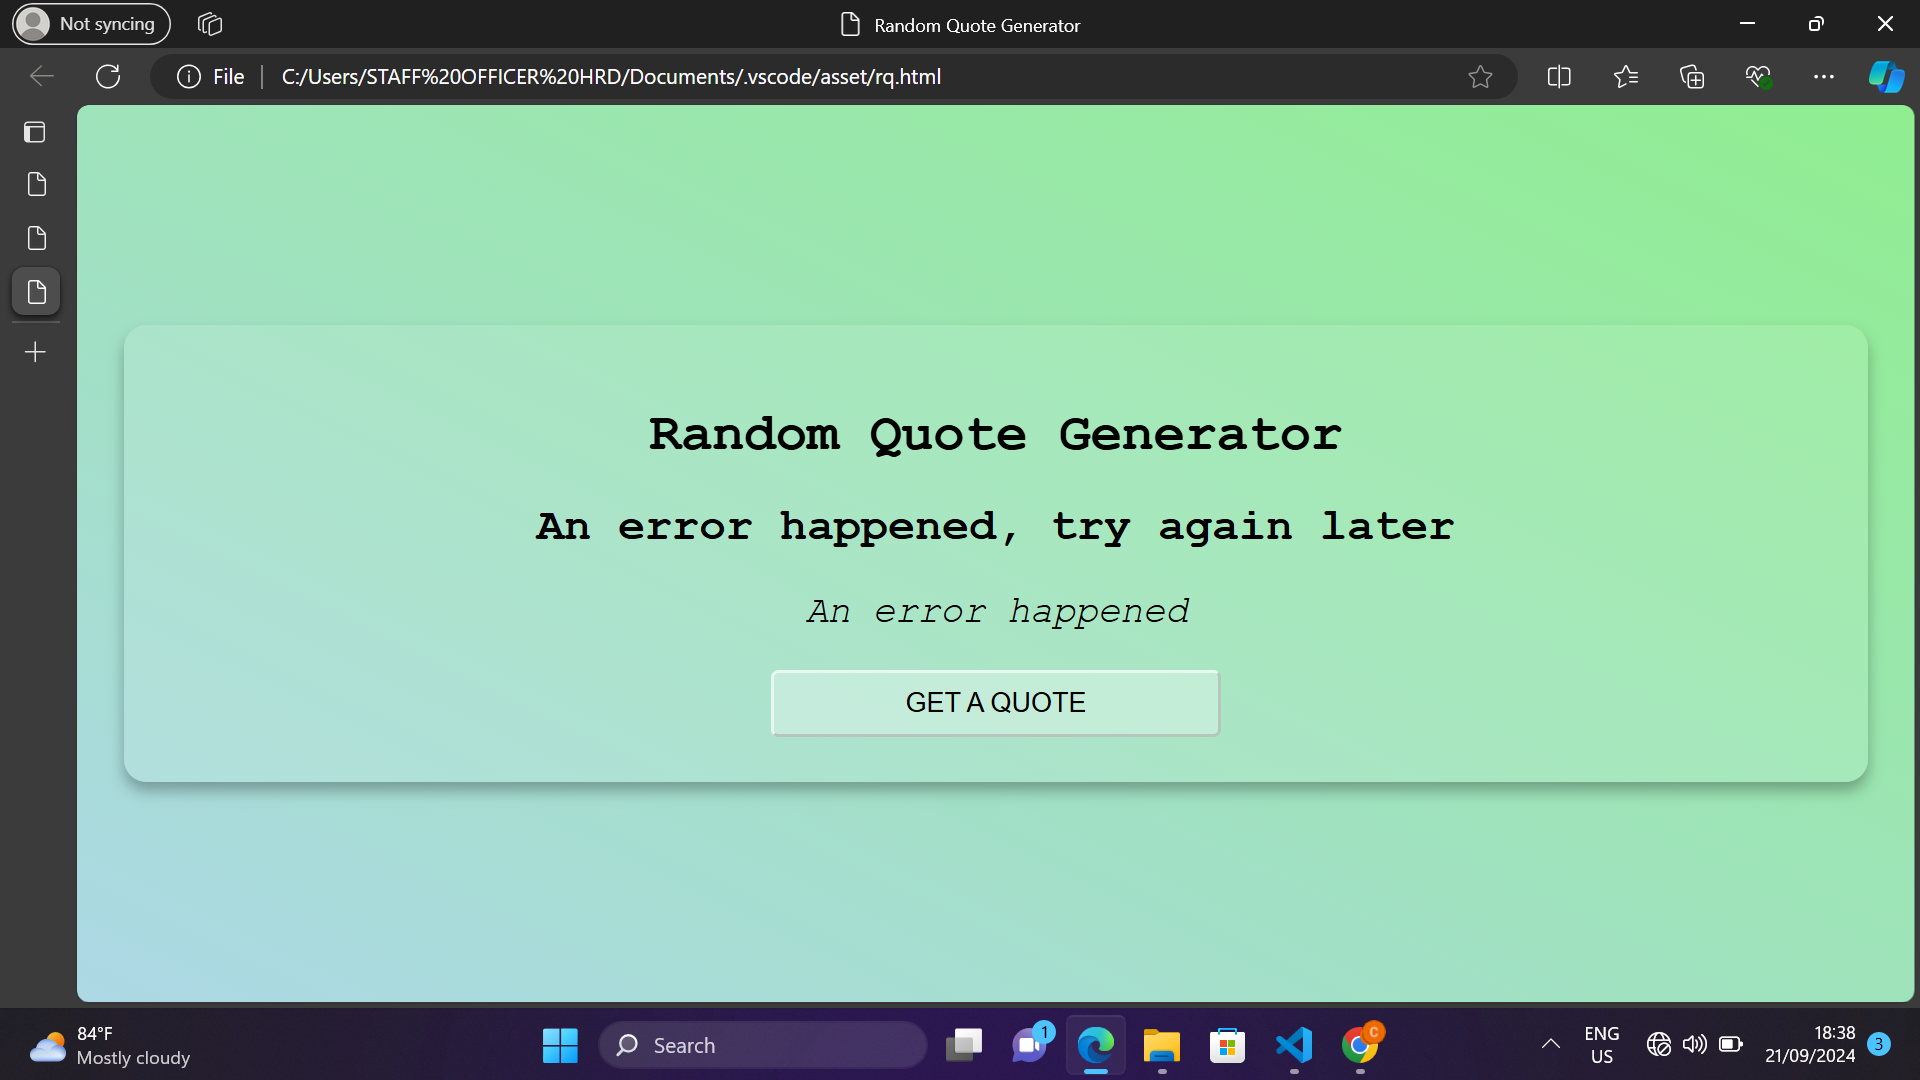 Not syncing
Random Quote Generator
File
C:/Users/STAFF%20OFFICER%20HRD/Documents/.vscode/asset/rq.html
Random Quote Generator
An error happened, try again later
An error happened
GET A QUOTE
84°F
Mostly cloudy
Search
1
C
ENG
US
18:38
21/09/2024
3